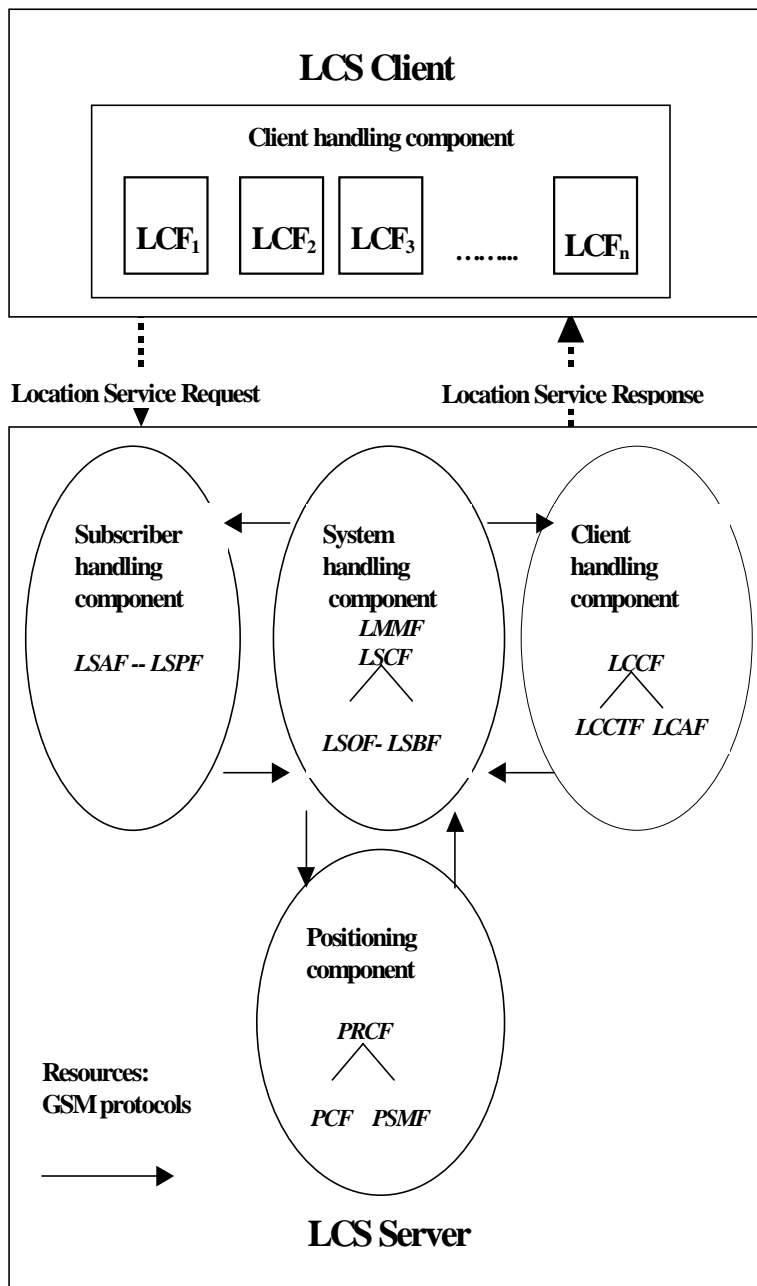 LCS Client
Client handling component
LCF1 LCF2 LCF3 ……... LCFn
Location Service Request
Location Service Response
Subscriber
handling
component
LSAF -- LSPF
System
handling
component
LMMF
LSCF
LSOF- LSBF
Client
handling
component
LCCF
LCCTF LCAF
Positioning
component
PRCF
PCF PSMF
Resources:
GSM protocols
LCS Server